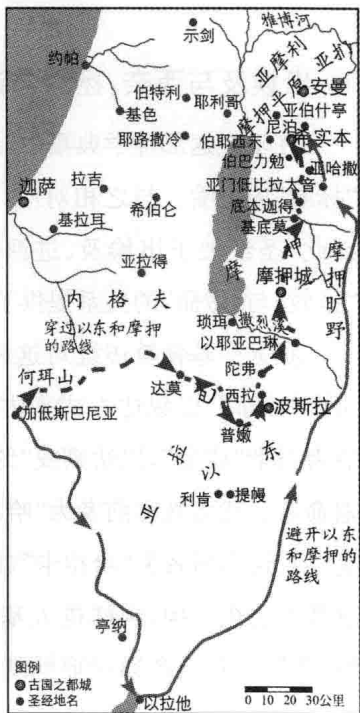 雅博河
示剑
亚摩利
亚扪
约帕
摩押平原
安曼
伯特利
耶利哥
亚伯什亭
基色
尼泊
希实本
耶路撒冷
伯耶西末
伯巴力勉
亚哈撒
迦萨
拉吉
亚门低比拉大音
希伯仑
底本迦得
基拉耳
基底莫
亚拉得
摩押
摩押城
摩押旷野
内格夫
穿过以东和摩押
的路线
琐珥
撒烈溪
以耶亚巴琳
何珥山
陀弗
达莫
西拉
加低斯巴尼亚
波斯拉
普嫩
亚拉巴
以东
利肯
提幔
避开以东
和摩押的
路线
亭纳
图例
古国之都城
圣经地名
以拉他
0 10 20 30公里